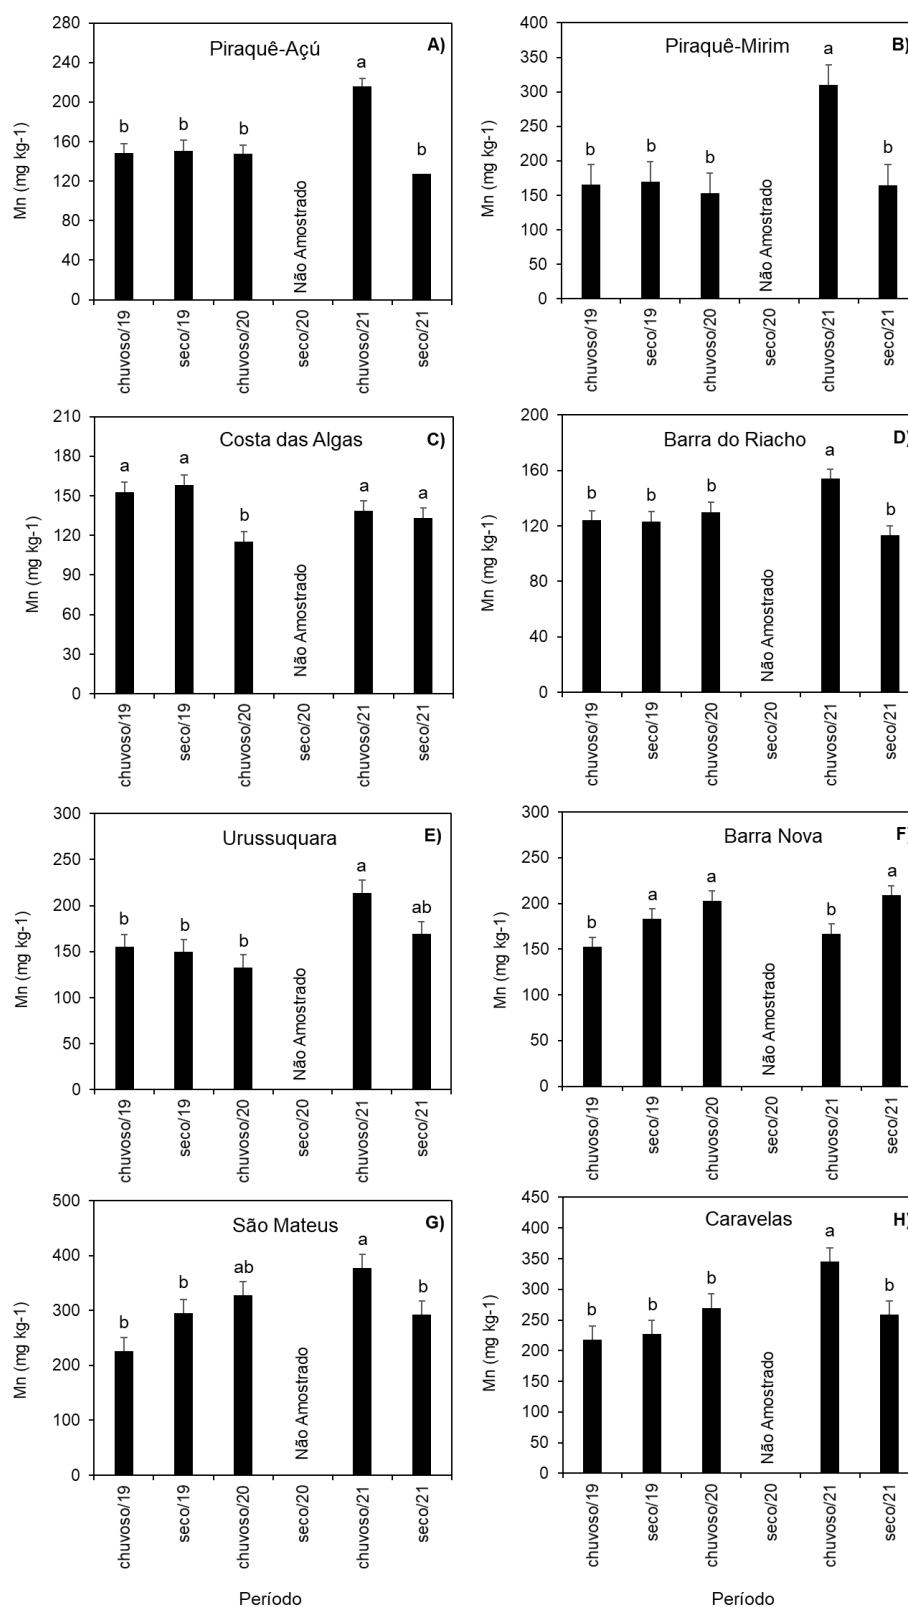 Piraquê-Açú
A)
Mn (mg kg-1)
280
240
200
160
120
80
40
0
b
b
b
Não Amostrado
a
b
chuvoso/19
seco/19
chuvoso/20
seco/20
chuvoso/21
seco/21
Piraquê-Mirim
B)
Mn (mg kg-1)
400
350
300
250
200
150
100
50
0
b
b
b
Não Amostrado
a
b
chuvoso/19
seco/19
chuvoso/20
seco/20
chuvoso/21
seco/21
Costa das Algas
C)
Mn (mg kg-1)
210
180
150
120
90
60
30
0
a
a
b
Não Amostrado
a
a
chuvoso/19
seco/19
chuvoso/20
seco/20
chuvoso/21
seco/21
Barra do Riacho
D)
Mn (mg kg-1)
200
160
120
80
40
0
b
b
b
Não Amostrado
a
b
chuvoso/19
seco/19
chuvoso/20
seco/20
chuvoso/21
seco/21
Urussuquara
E)
Mn (mg kg-1)
300
250
200
150
100
50
0
b
b
b
Não Amostrado
a
ab
chuvoso/19
seco/19
chuvoso/20
seco/20
chuvoso/21
seco/21
Barra Nova
F)
Mn (mg kg-1)
300
250
200
150
100
50
0
b
a
a
Não Amostrado
b
a
chuvoso/19
seco/19
chuvoso/20
seco/20
chuvoso/21
seco/21
São Mateus
G)
Mn (mg kg-1)
500
400
300
200
100
0
b
b
ab
Não Amostrado
a
b
chuvoso/19
seco/19
chuvoso/20
seco/20
chuvoso/21
seco/21
Período
Caravelas
H)
Mn (mg kg-1)
450
400
350
300
250
200
150
100
50
0
b
b
b
Não Amostrado
a
b
chuvoso/19
seco/19
chuvoso/20
seco/20
chuvoso/21
seco/21
Período